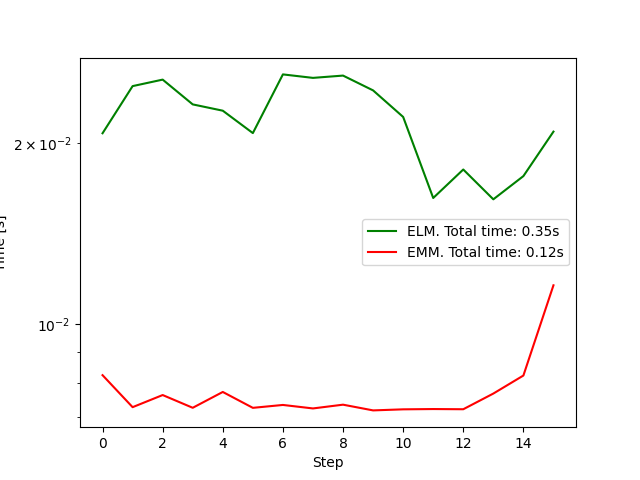 2 × 10⁻²
10⁻²
Time [s]
ELM. Total time: 0.35s
EMM. Total time: 0.12s
0 2 4 6 8 10 12 14
Step